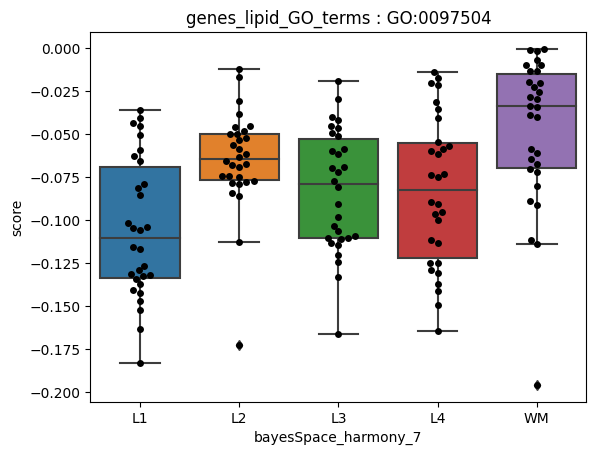 genes_lipid_GO_terms : GO:0097504
0.000
−0.025
−0.050
−0.075
−0.100
−0.125
−0.150
−0.175
−0.200
score
L1 L2 L3 L4 WM
bayesSpace_harmony_7